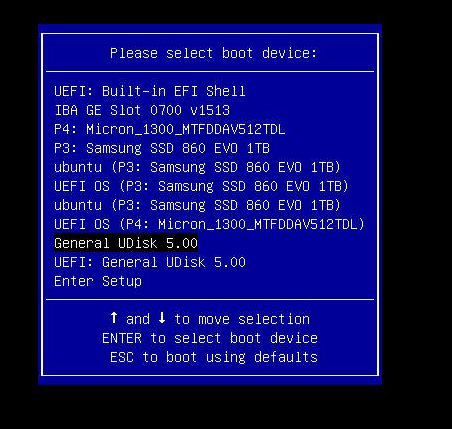 Please select boot device:
UEFI: Built-in EFI Shell
IBA GE Slot 0700 v1513
P4: Micron_1300_MTFDDAV512TDL
P3: Samsung SSD 860 EVO 1TB
ubuntu (P3: Samsung SSD 860 EVO 1TB)
UEFI OS (P3: Samsung SSD 860 EVO 1TB)
ubuntu (P3: Samsung SSD 860 EVO 1TB)
UEFI OS (P4: Micron_1300_MTFDDAV512TDL)
General UDisk 5.00
UEFI: General UDisk 5.00
Enter Setup
↑ and ↓ to move selection
ENTER to select boot device
ESC to boot using defaults